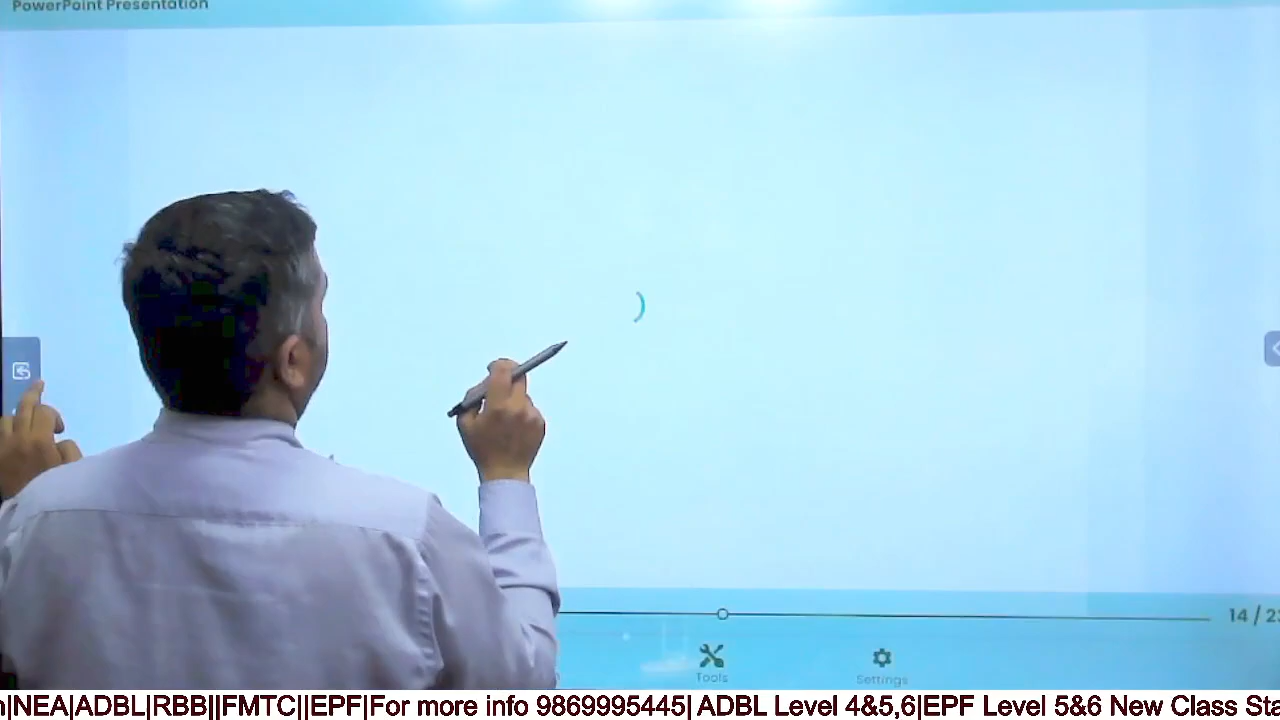 PowerPoint Presentation
14 / 23
Tools
Settings
|NEA|ADBL|RBB||FMTC||EPF|For more info 9869995445| ADBL Level 4&5,6|EPF Level 5&6 New Class Sta